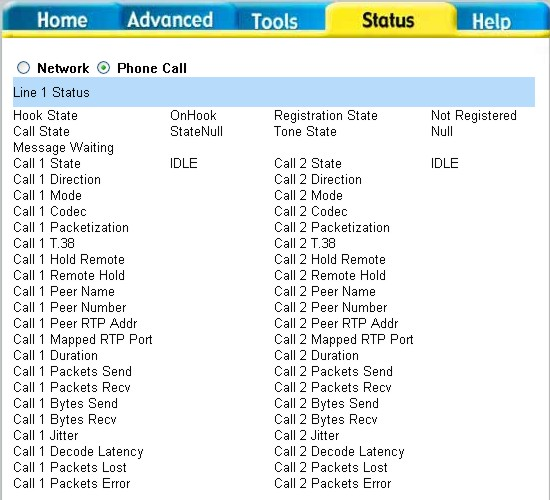 Home Advanced Tools Status Help
Network Phone Call
Line 1 Status
Hook State OnHook Registration State Not Registered
Call State StateNull Tone State Null
Message Waiting
Call 1 State IDLE Call 2 State IDLE
Call 1 Direction Call 2 Direction
Call 1 Mode Call 2 Mode
Call 1 Codec Call 2 Codec
Call 1 Packetization Call 2 Packetization
Call 1 T.38 Call 2 T.38
Call 1 Hold Remote Call 2 Hold Remote
Call 1 Remote Hold Call 2 Remote Hold
Call 1 Peer Name Call 2 Peer Name
Call 1 Peer Number Call 2 Peer Number
Call 1 Peer RTP Addr Call 2 Peer RTP Addr
Call 1 Mapped RTP Port Call 2 Mapped RTP Port
Call 1 Duration Call 2 Duration
Call 1 Packets Send Call 2 Packets Send
Call 1 Packets Recv Call 2 Packets Recv
Call 1 Bytes Send Call 2 Bytes Send
Call 1 Bytes Recv Call 2 Bytes Recv
Call 1 Jitter Call 2 Jitter
Call 1 Decode Latency Call 2 Decode Latency
Call 1 Packets Lost Call 2 Packets Lost
Call 1 Packets Error Call 2 Packets Error